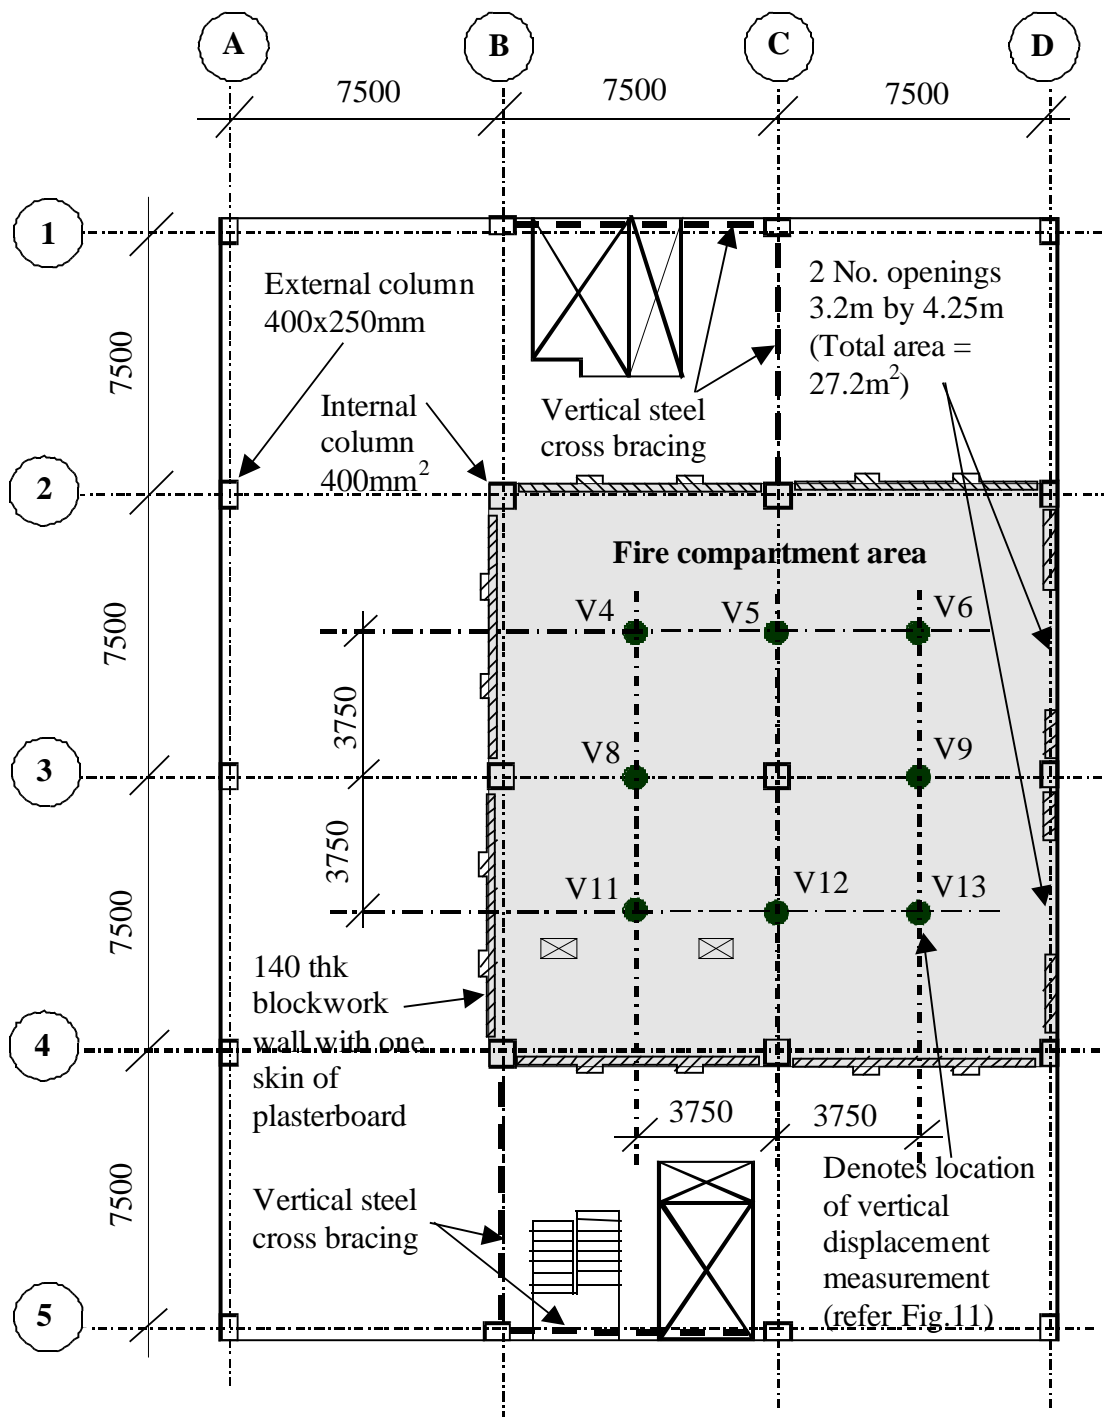 A
B
C
D
7500
7500
7500
1
External column
400x250mm
2 No. openings
3.2m by 4.25m
(Total area =
27.2m²)
7500
Internal
column
400mm²
Vertical steel
cross bracing
2
Fire compartment area
V4
V5
V6
7500
3750
V8
V9
3
3750
V11
V12
V13
7500
140 thk
blockwork
wall with one
skin of
plasterboard
4
3750
3750
7500
Vertical steel
cross bracing
Denotes location
of vertical
displacement
measurement
(refer Fig.11)
5